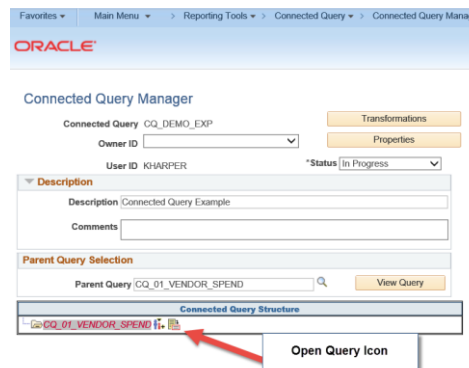 Favorites Main Menu > Reporting Tools > Connected Query > Connected Query Mana
ORACLE
Connected Query Manager
Connected Query CQ_DEMO_EXP Transformations
Owner ID Properties
User ID KHARPER *Status In Progress
Description
Description Connected Query Example
Comments
Parent Query Selection
Parent Query CQ_01_VENDOR_SPEND View Query
Connected Query Structure
CQ_01_VENDOR_SPEND
Open Query Icon